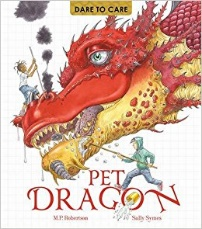 DARE TO CARE
PET
DRAGON
M.P. Robertson Sally Symes